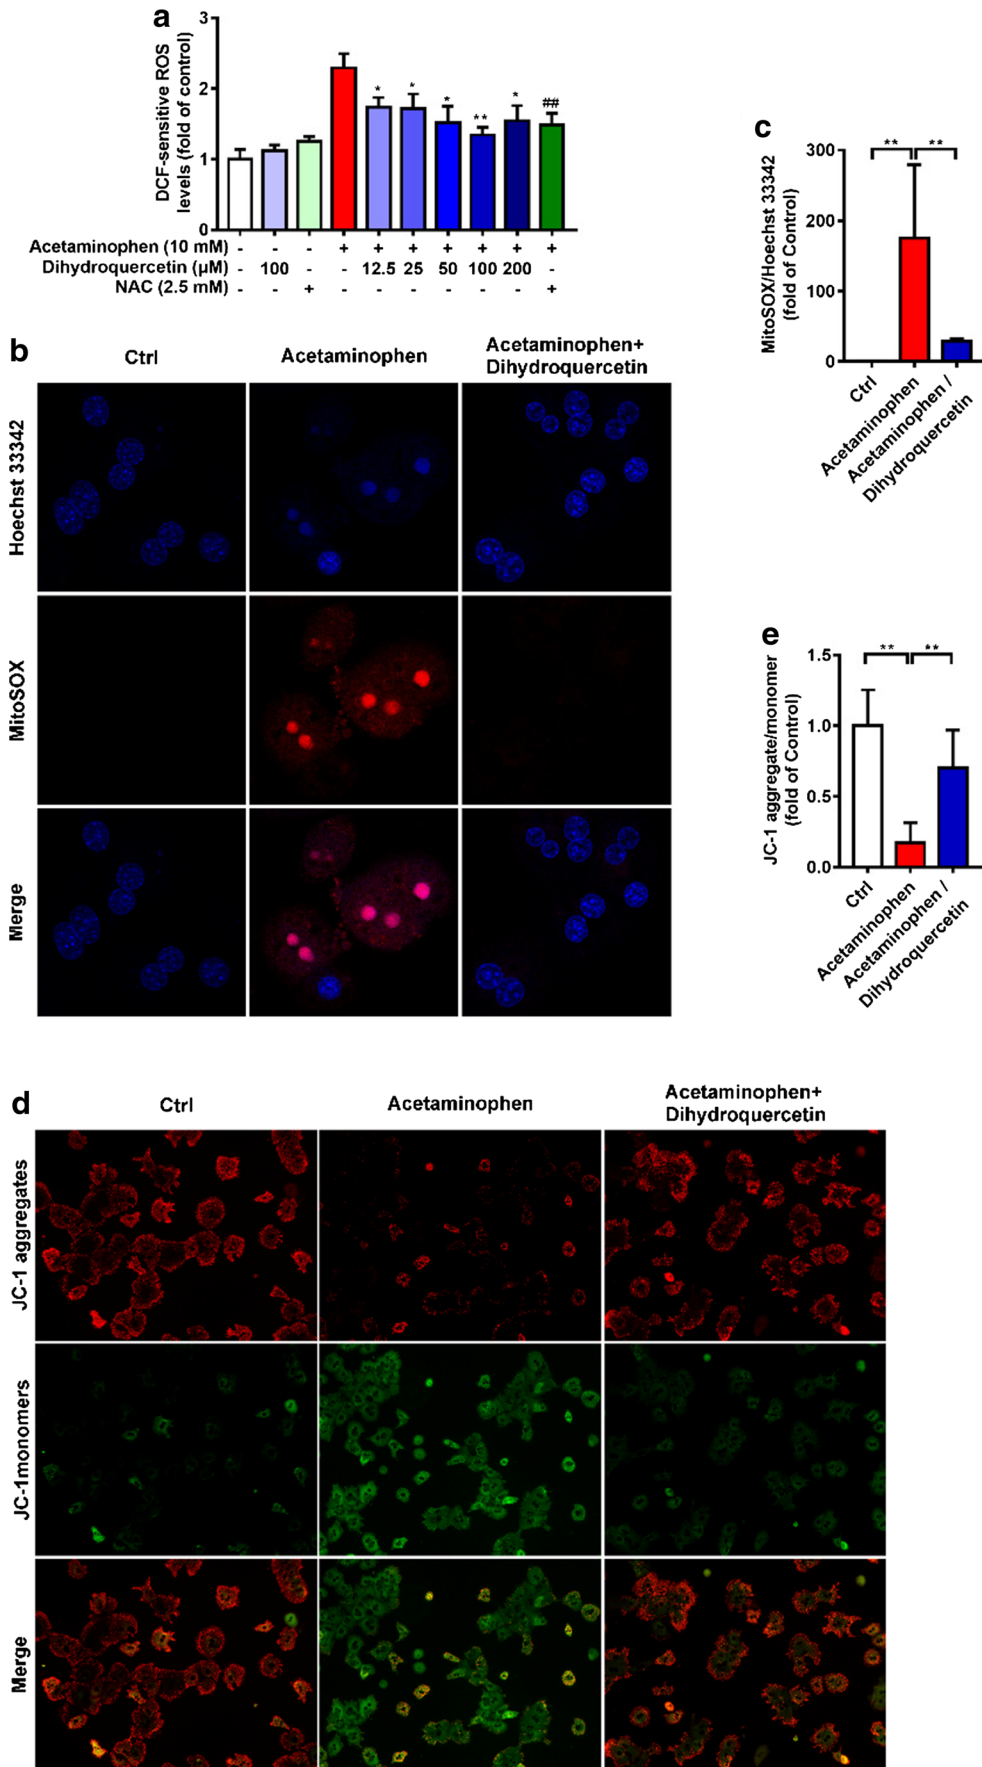 a
DCF-sensitive ROS
levels (fold of control)
3
2
1
0
* * * ** * ##
Acetaminophen (10 mM) - - - + + + + + + +
Dihydroquercetin (µM) - 100 - - 12.5 25 50 100 200 -
NAC (2.5 mM) - - + - - - - - - +
b
Ctrl
Acetaminophen
Acetaminophen+
Dihydroquercetin
Hoechst 33342
MitoSOX
Merge
c
MitoSOX/Hoechst 33342
(fold of Control)
300
200
100
0
** **
Ctrl
Acetaminophen
Acetaminophen /
Dihydroquercetin
e
JC-1 aggregate/monomer
(fold of Control)
1.5
1.0
0.5
0.0
** **
Ctrl
Acetaminophen
Acetaminophen /
Dihydroquercetin
d
Ctrl
Acetaminophen
Acetaminophen+
Dihydroquercetin
JC-1 aggregates
JC-1monomers
Merge